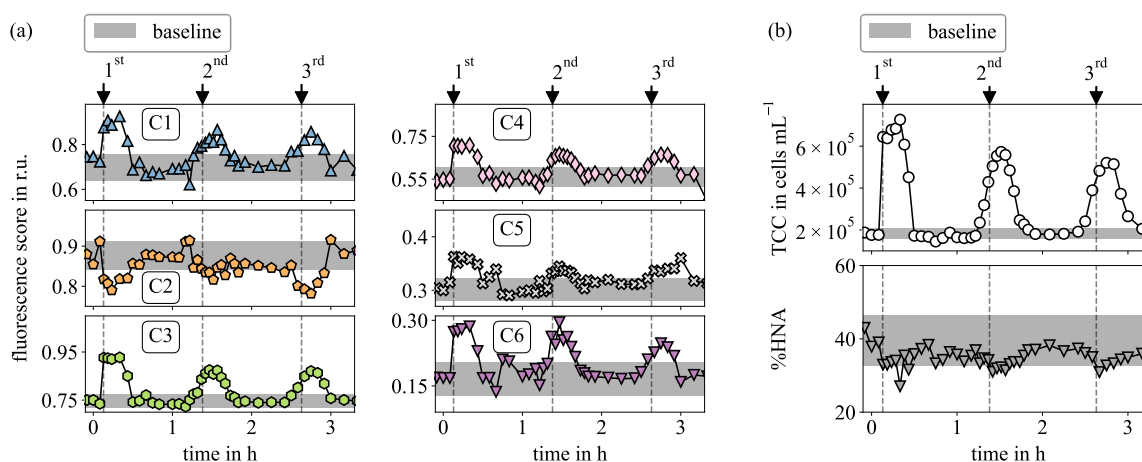 (a)
baseline
1st
2nd
3rd
1st
2nd
3rd
fluorescence score in r.u.
C1
0.8
0.6
C2
0.9
0.8
C3
0.95
0.75
0
1
2
3
time in h
C4
0.75
0.55
C5
0.4
0.3
C6
0.30
0.15
0
1
2
3
time in h
(b)
baseline
1st
2nd
3rd
TCC in cells mL−1
6 × 10^5
4 × 10^5
2 × 10^5
%HNA
60
40
20
0
1
2
3
time in h